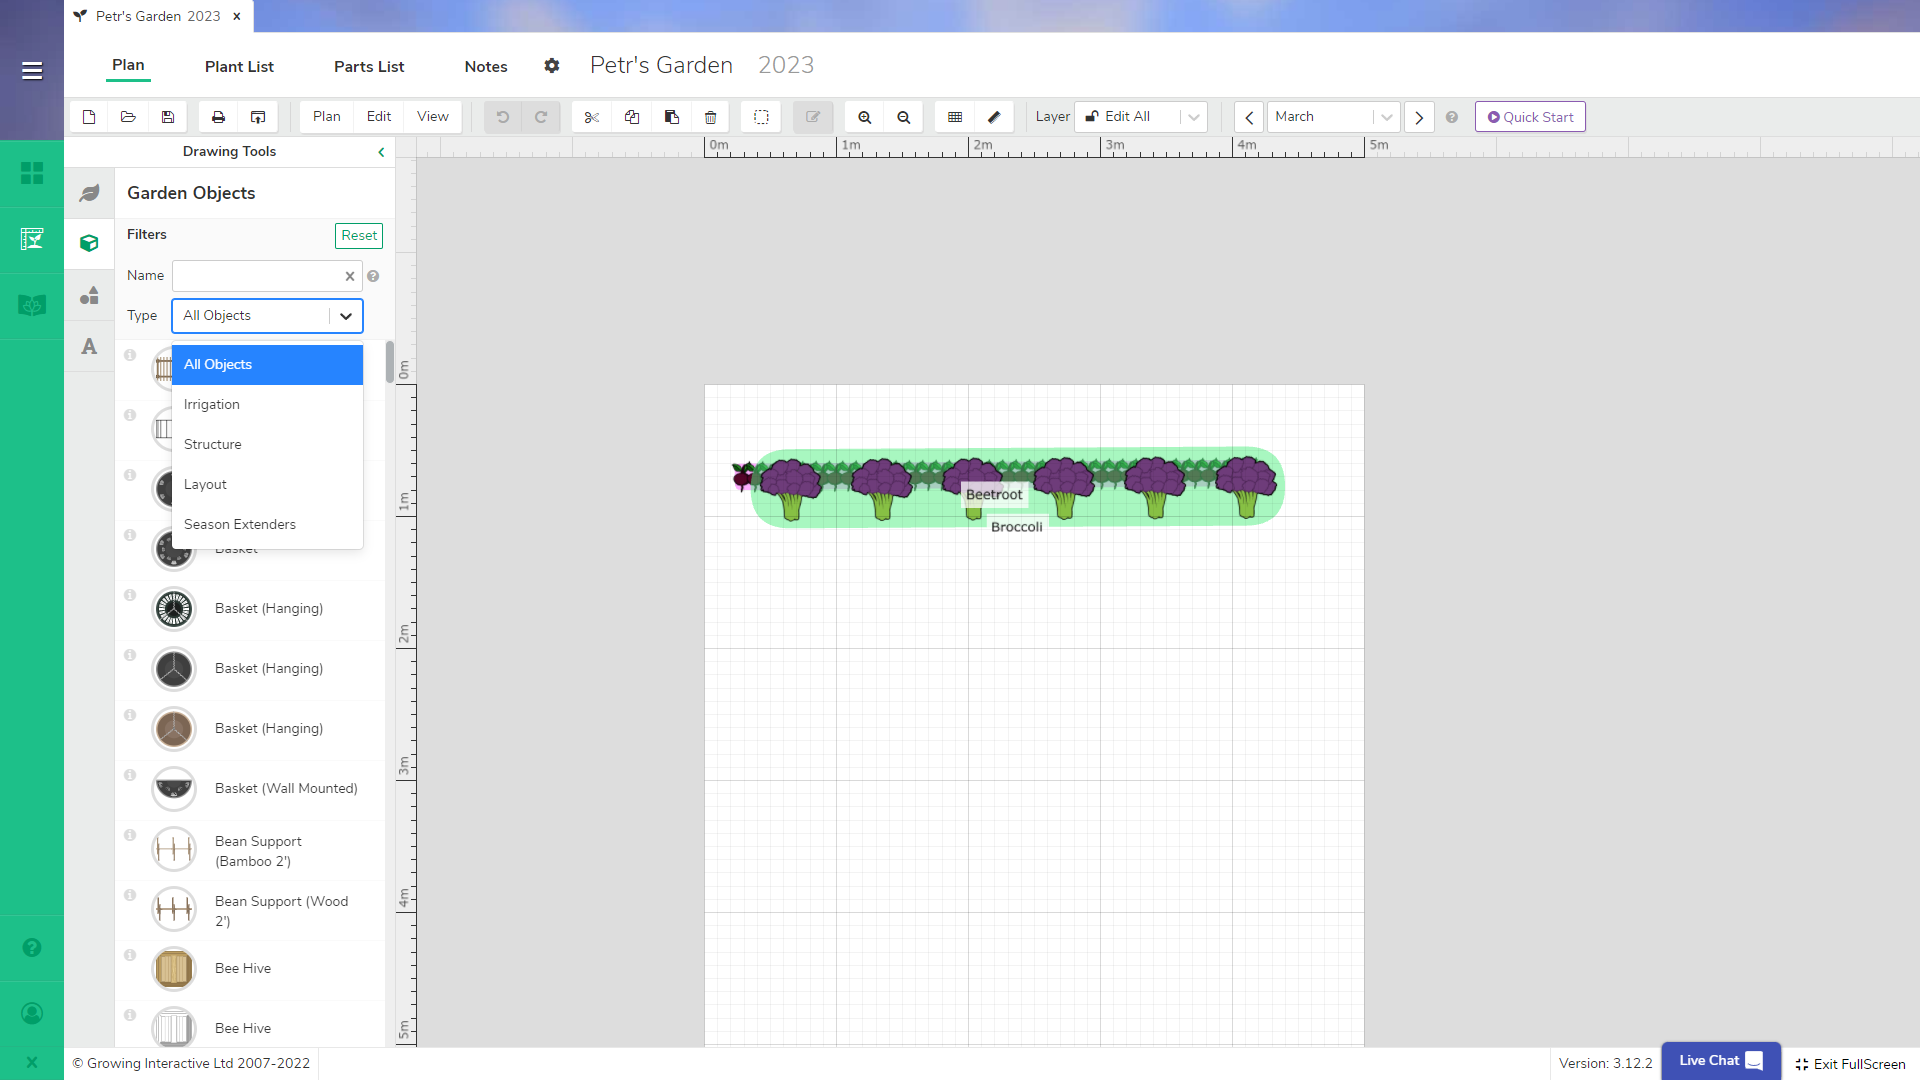 Petr's Garden 2023
Plan
Plant List
Parts List
Notes
Petr's Garden 2023
Plan
Edit
View
Layer
Edit All
March
Quick Start
Drawing Tools
0m
1m
2m
3m
4m
5m
Garden Objects
Filters
Reset
Name
Type
All Objects
All Objects
Irrigation
Structure
Layout
Season Extenders
Basket
Basket (Hanging)
Basket (Hanging)
Basket (Hanging)
Basket (Wall Mounted)
Bean Support
(Bamboo 2')
Bean Support (Wood
2')
Bee Hive
Bee Hive
0m
1m
2m
3m
4m
5m
Beetroot
Broccoli
© Growing Interactive Ltd 2007-2022
Version: 3.12.2
Live Chat
Exit FullScreen